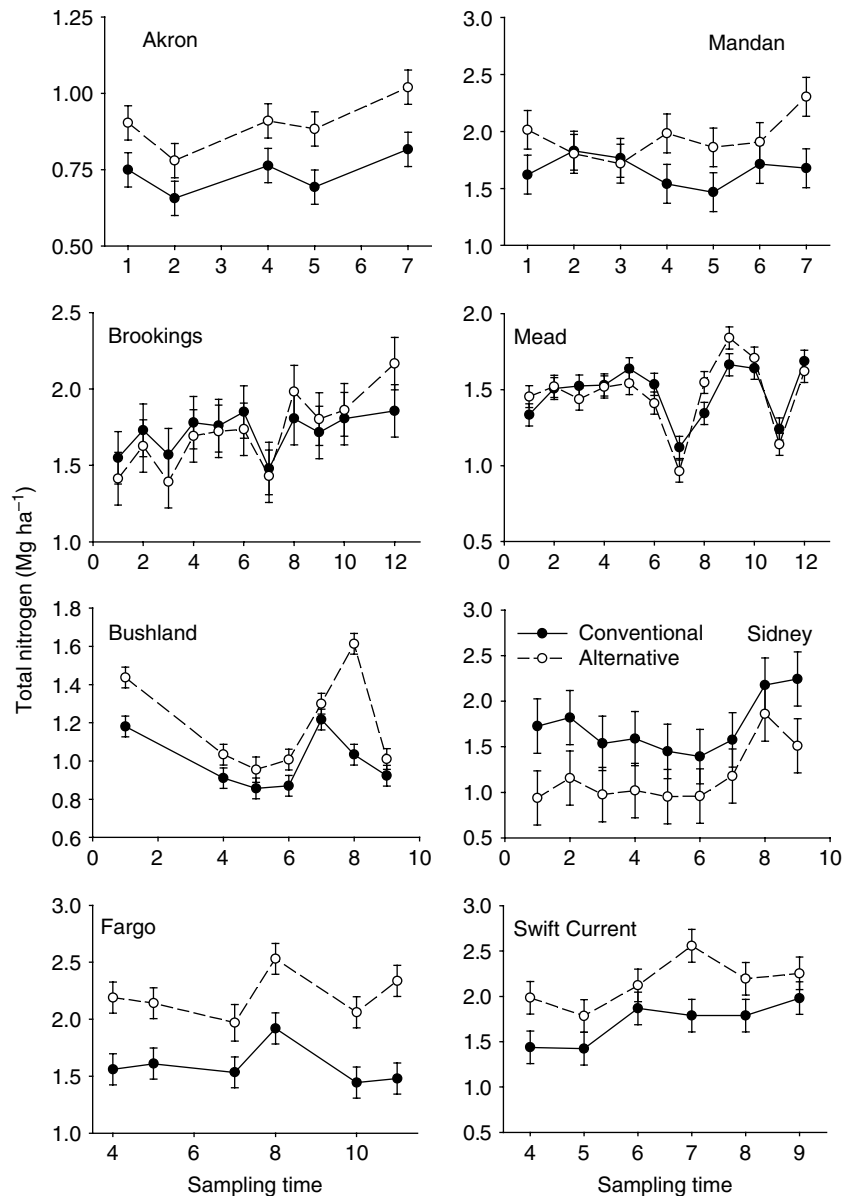 Total nitrogen (Mg ha⁻¹)
Akron
1.25
1.00
0.75
0.50
1 2 3 4 5 6 7
Mandan
3.0
2.5
2.0
1.5
1.0
1 2 3 4 5 6 7
Brookings
2.5
2.0
1.5
1.0
0 2 4 6 8 10 12
Mead
2.0
1.5
1.0
0.5
0 2 4 6 8 10 12
Bushland
1.8
1.6
1.4
1.2
1.0
0.8
0.6
0 2 4 6 8 10
Conventional
Alternative
Sidney
3.0
2.5
2.0
1.5
1.0
0.5
0 2 4 6 8 10
Fargo
3.0
2.5
2.0
1.5
1.0
4 6 8 10
Sampling time
Swift Current
3.0
2.5
2.0
1.5
1.0
0.5
4 5 6 7 8 9
Sampling time